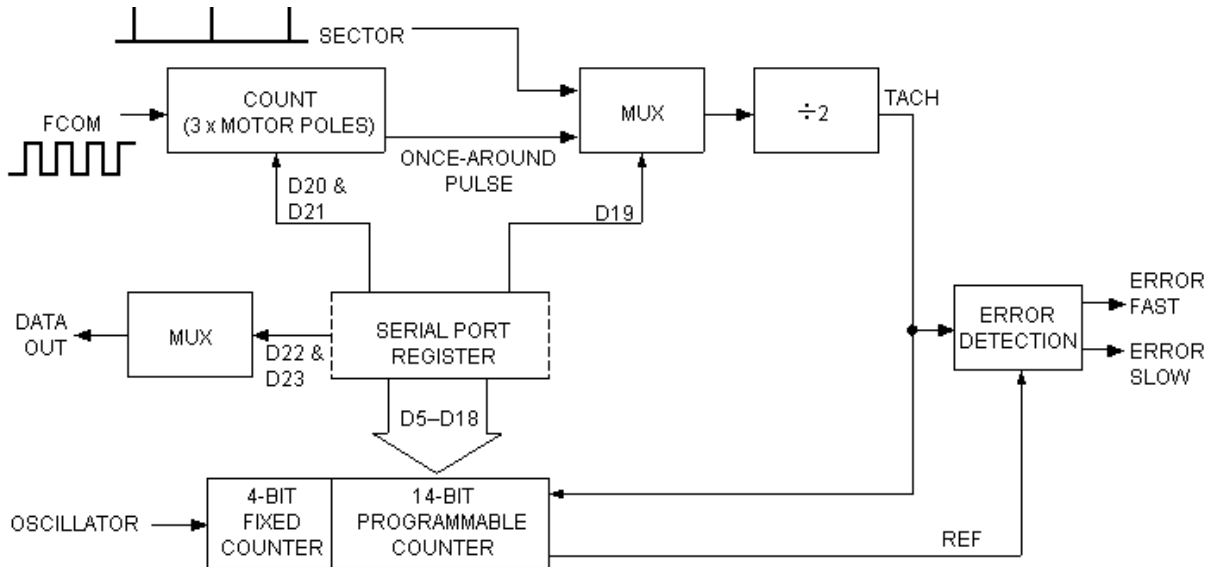 SECTOR
FCOM
COUNT
(3 x MOTOR POLES)
MUX
÷2
TACH
ONCE-AROUND
PULSE
D20 &
D21
D19
DATA
OUT
MUX
D22 &
D23
SERIAL PORT
REGISTER
ERROR
DETECTION
ERROR
FAST
ERROR
SLOW
D5–D18
OSCILLATOR
4-BIT
FIXED
COUNTER
14-BIT
PROGRAMMABLE
COUNTER
REF